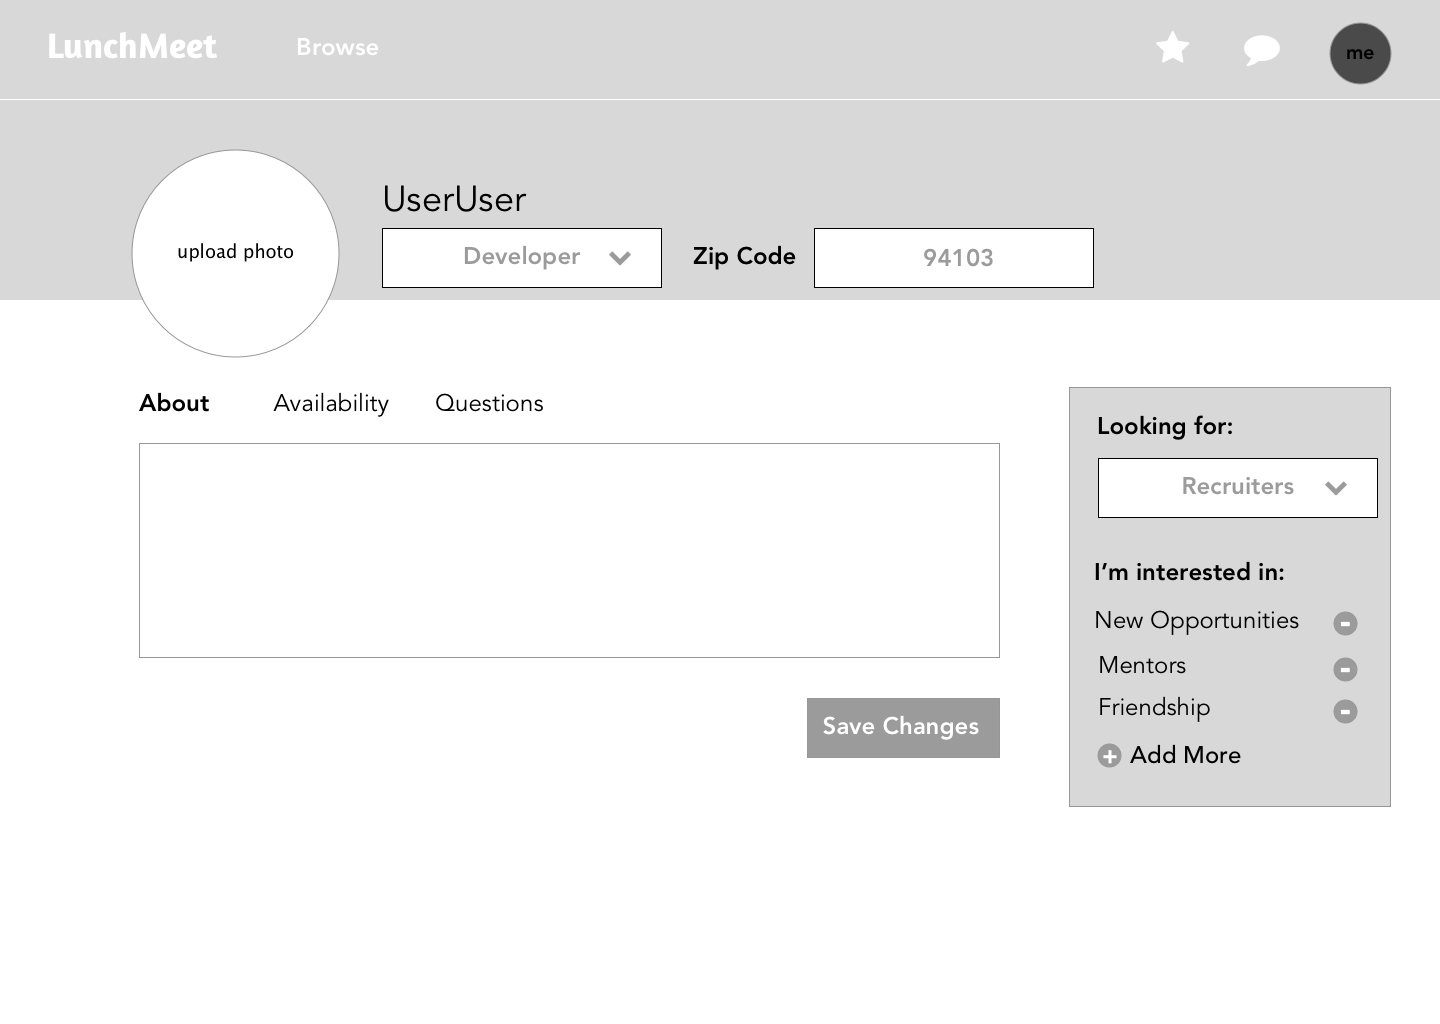 LunchMeet
Browse
me
upload photo
UserUser
Developer
Zip Code
94103
About
Availability
Questions
Save Changes
Looking for:
Recruiters
I’m interested in:
New Opportunities
Mentors
Friendship
Add More